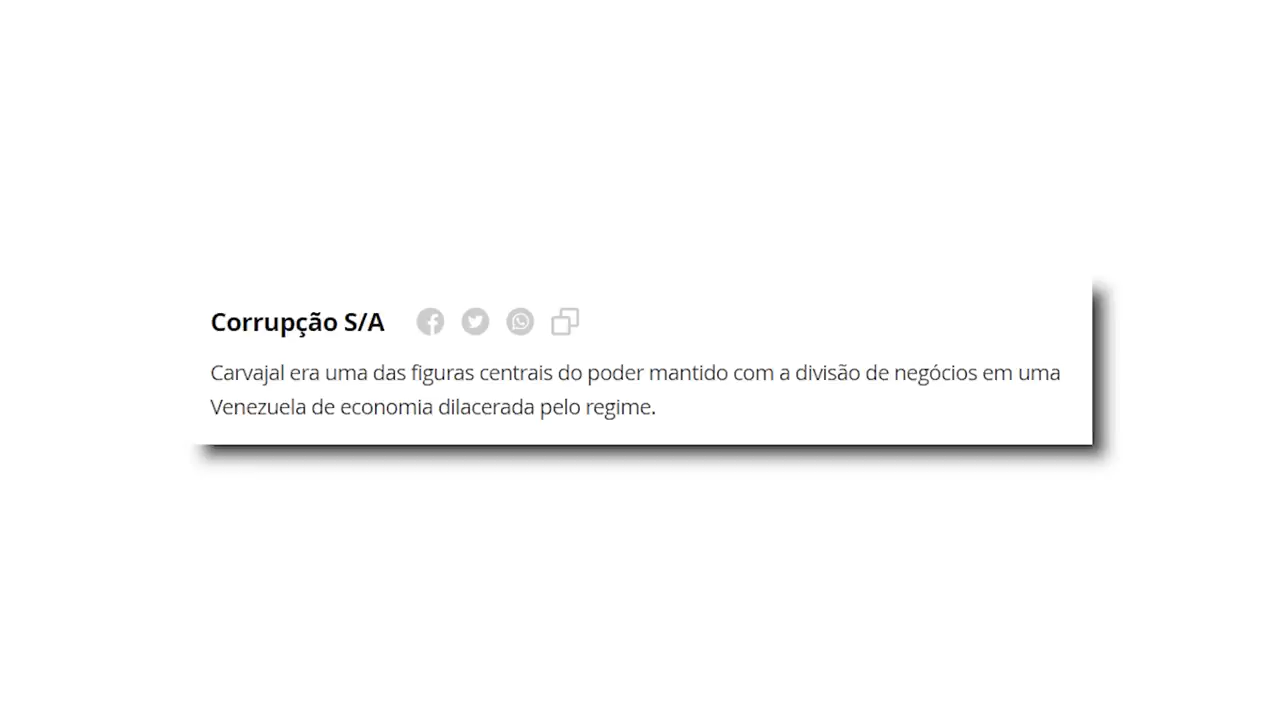 Corrupção S/A
Carvajal era uma das figuras centrais do poder mantido com a divisão de negócios em uma
Venezuela de economia dilacerada pelo regime.